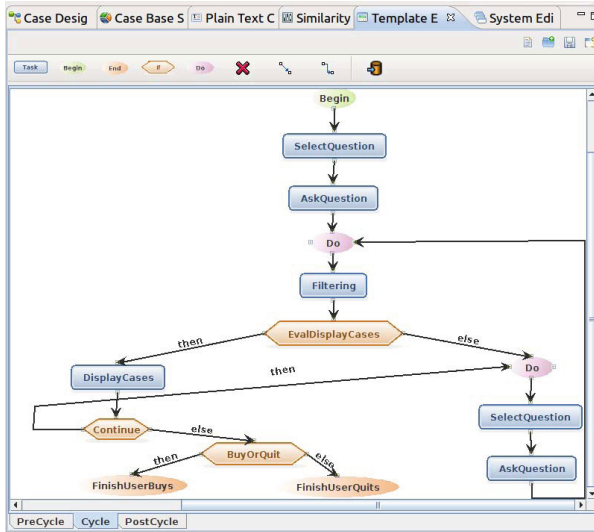 Case Desig Case Base S Plain Text C Similarity Template E System Edi
Task Begin End If Do
Begin
SelectQuestion
AskQuestion
Do
Filtering
EvalDisplayCases
then else
DisplayCases then Do
Continue else SelectQuestion
BuyOrQuit
then else AskQuestion
FinishUserBuys FinishUserQuits
PreCycle Cycle PostCycle